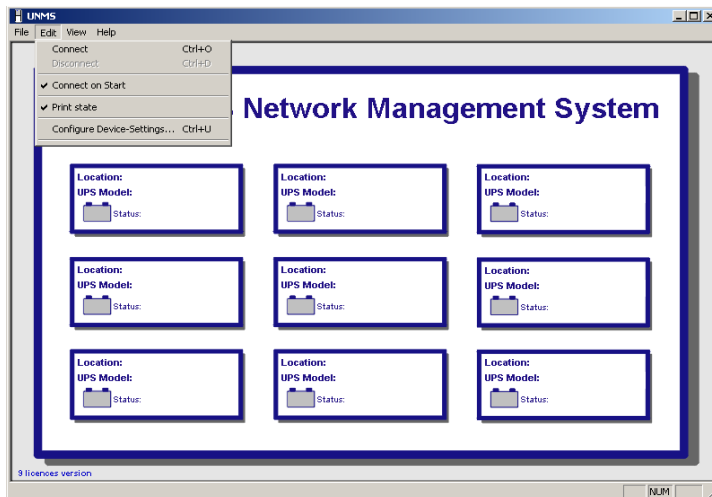 UNMS
File Edit View Help
Connect Ctrl+O
Disconnect Ctrl+D
Connect on Start
Print state
Configure Device-Settings... Ctrl+U
Network Management System
Location: Location: Location:
UPS Model: UPS Model: UPS Model:
Status: Status: Status:
Location: Location: Location:
UPS Model: UPS Model: UPS Model:
Status: Status: Status:
Location: Location: Location:
UPS Model: UPS Model: UPS Model:
Status: Status: Status:
9 licences version
NUM